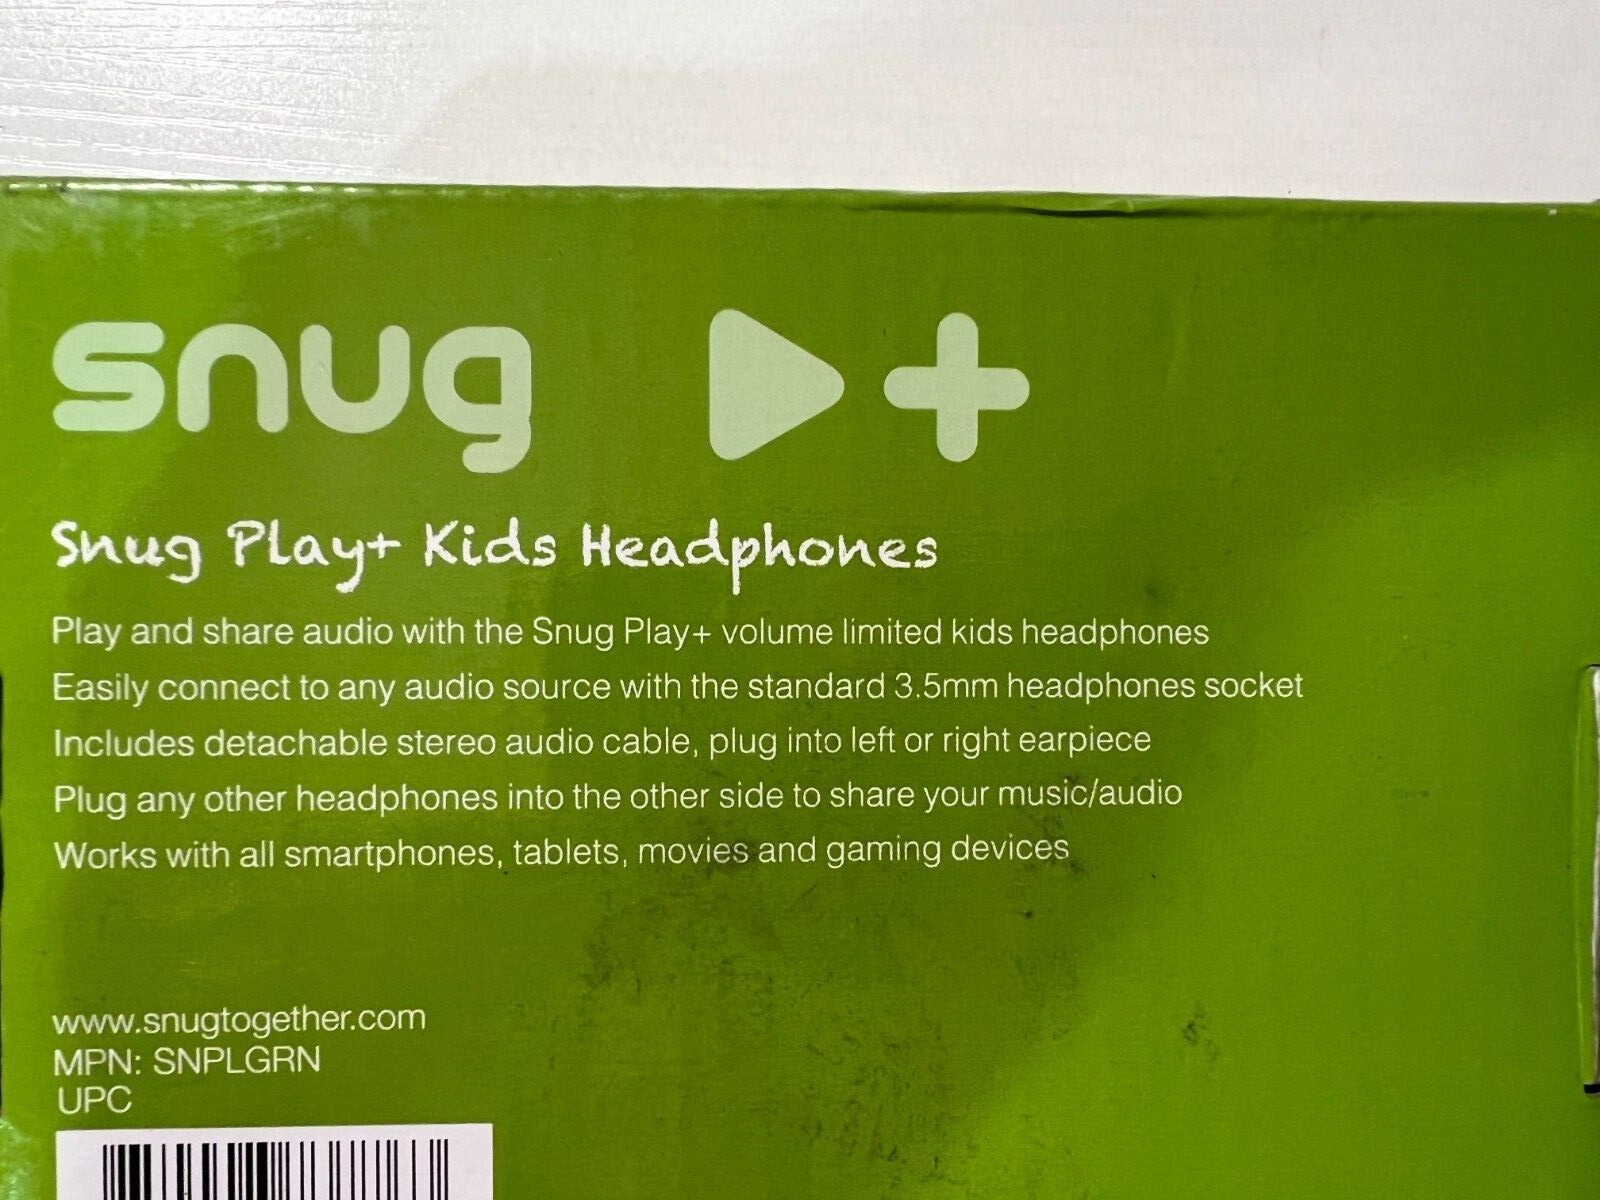 snug
Snug Play+ Kids Headphones
Play and share audio with the Snug Play+ volume limited kids headphones
Easily connect to any audio source with the standard 3.5mm headphones socket
Includes detachable stereo audio cable, plug into left or right earpiece
Plug any other headphones into the other side to share your music/audio
Works with all smartphones, tablets, movies and gaming devices
www.snugtogether.com
MPN: SNPLGRN
UPC